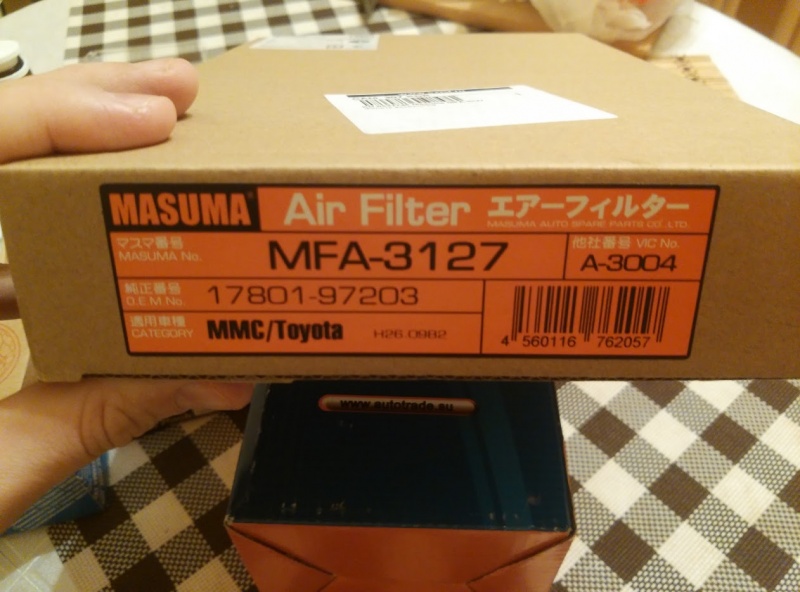 MASUMA
Air Filter エアーフィルター
MASUMA AUTO SPARE PARTS CO., LTD.
マスマ番号
MASUMA No.
MFA-3127
他社番号 VIC No.
A-3004
純正番号
O.E.M No.
17801-97203
適用車種
CATEGORY
MMC/Toyota
H26.0982
4 560116 762057
www.autotrade.su